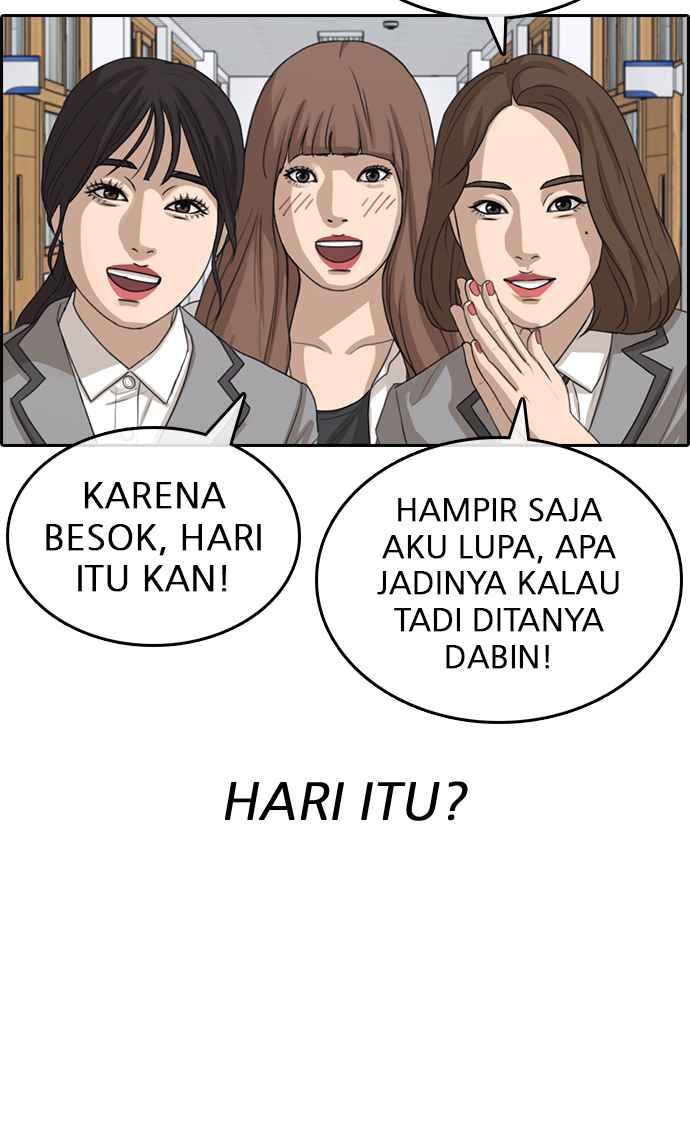 KARENA
BESOK, HARI
ITU KAN!
HAMPIR SAJA
AKU LUPA, APA
JADINYA KALAU
TADI DITANYA
DABIN!
HARI ITU?